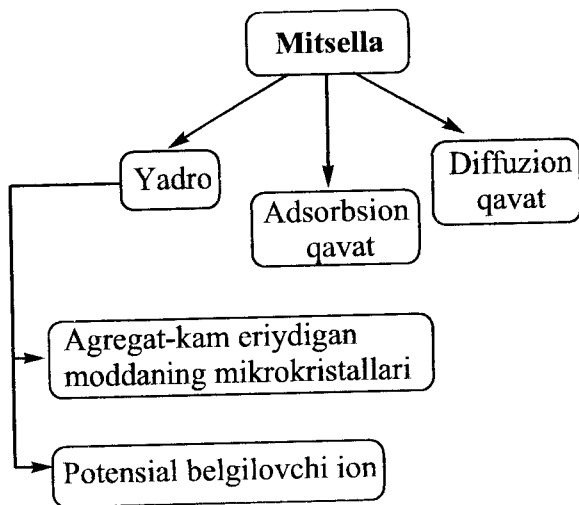 Mitsella
Yadro
Adsorbsion
qavat
Diffuzion
qavat
Agregat-kam eriydigan
moddaning mikrokristallari
Potensial belgilovchi ion